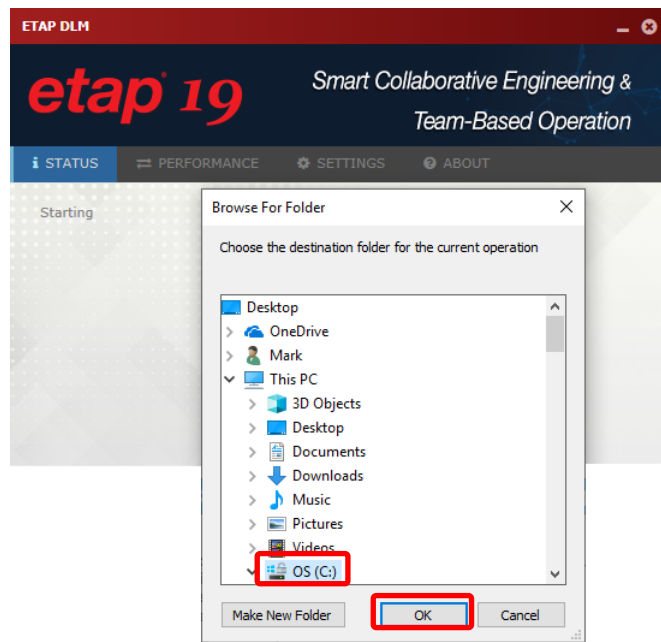 ETAP DLM
etap 19
Smart Collaborative Engineering &
Team-Based Operation
i STATUS PERFORMANCE SETTINGS ? ABOUT
Starting
Browse For Folder
Choose the destination folder for the current operation
Desktop
OneDrive
Mark
This PC
3D Objects
Desktop
Documents
Downloads
Music
Pictures
Videos
OS (C:)
Make New Folder OK Cancel